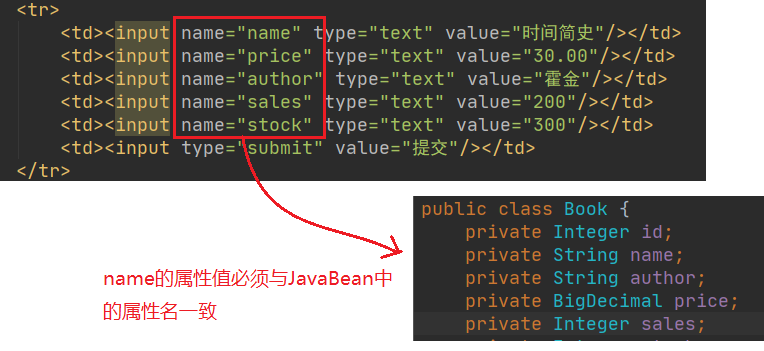 <tr>
<td><input name="name" type="text" value="时间简史"/></td>
<td><input name="price" type="text" value="30.00"/></td>
<td><input name="author" type="text" value="霍金"/></td>
<td><input name="sales" type="text" value="200"/></td>
<td><input name="stock" type="text" value="300"/></td>
<td><input type="submit" value="提交"/></td>
</tr>
public class Book {
private Integer id;
private String name;
private String author;
private BigDecimal price;
private Integer sales;
name的属性值必须与JavaBean中
的属性名一致